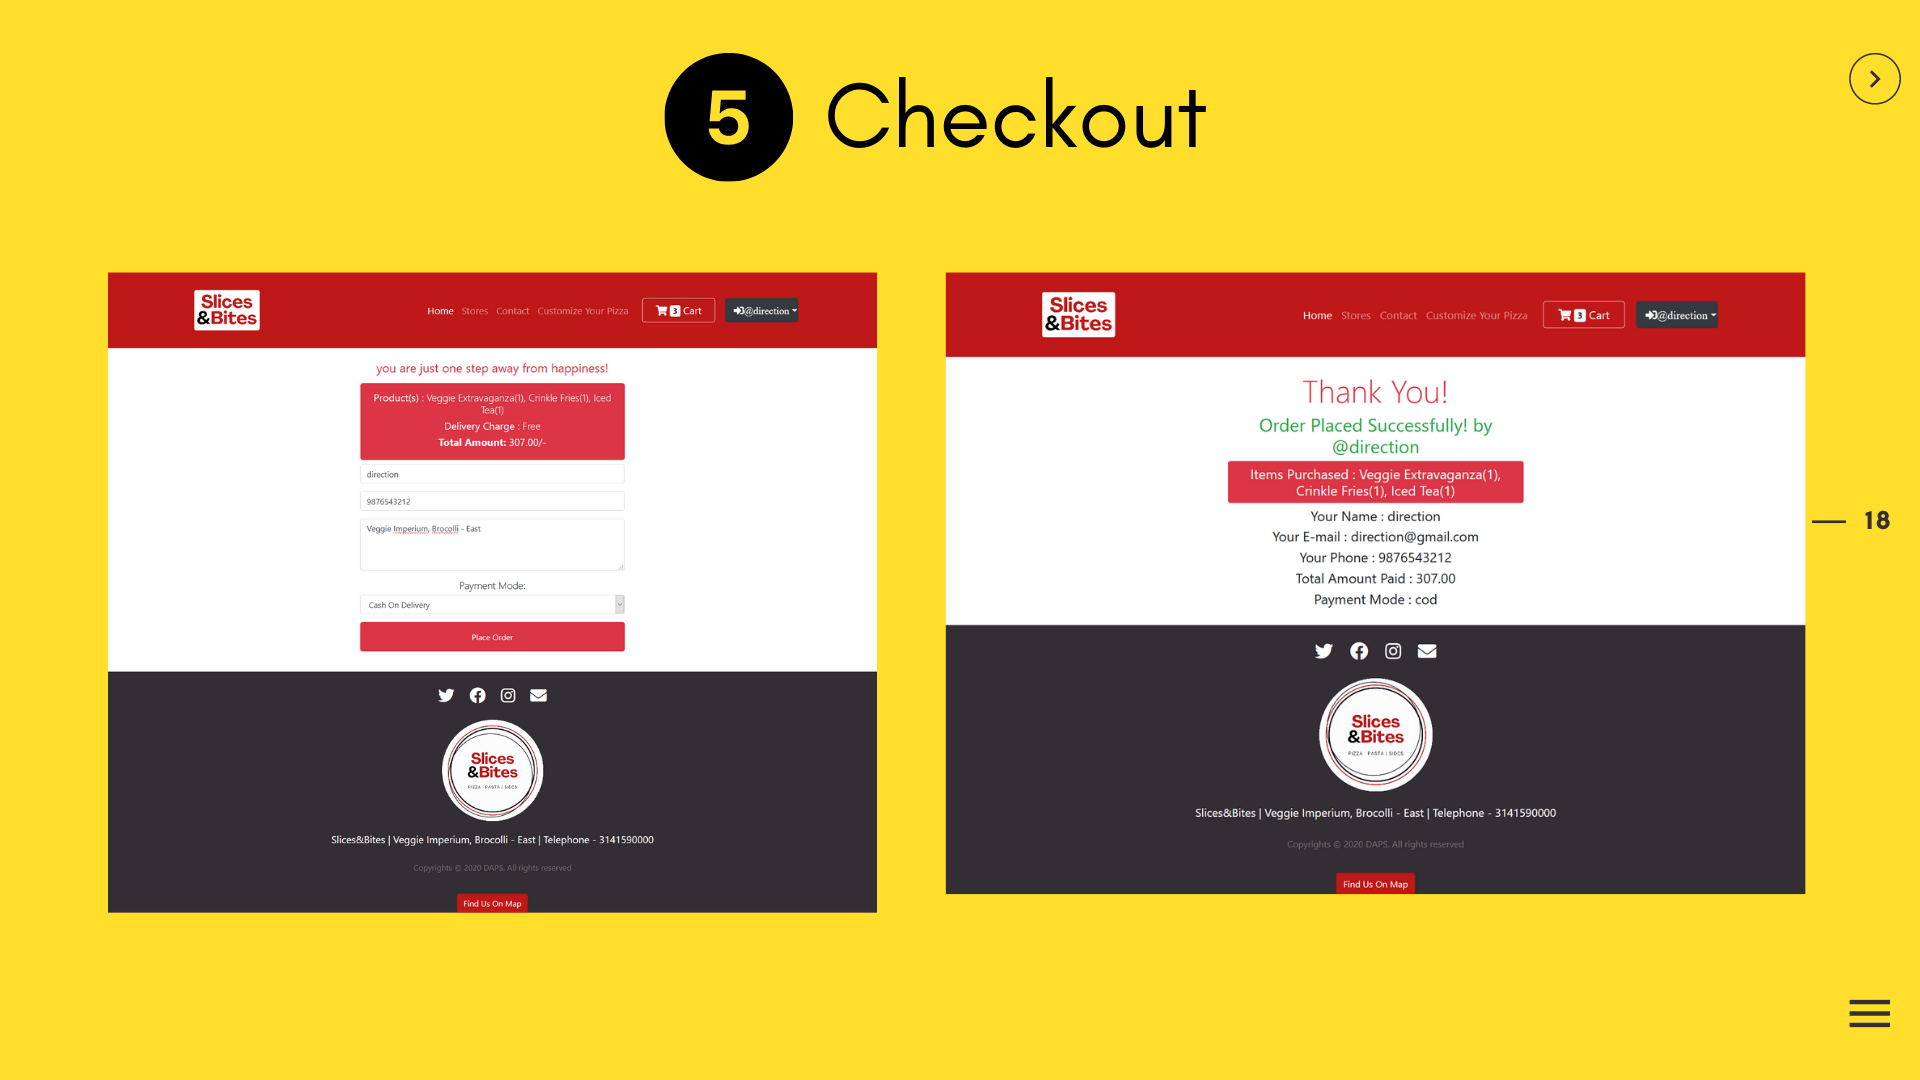 5 Checkout
Slices
&Bites
Home Stores Contact Customize Your Pizza 3 Cart @direction
you are just one step away from happiness!
Product(s) : Veggie Extravaganza(1), Crinkle Fries(1), Iced
Tea(1)
Delivery Charge : Free
Total Amount: 307.00/-
direction
9876543212
Veggie Imperium, Brocolli - East
Payment Mode:
Cash On Delivery
Place Order
Slices
&Bites
PIZZA PASTA | SIDES
Slices&Bites | Veggie Imperium, Brocolli - East | Telephone - 3141590000
Copyrights © 2020 DAPS. All rights reserved
Find Us On Map
Slices
&Bites
Home Stores Contact Customize Your Pizza 3 Cart @direction
Thank You!
Order Placed Successfully! by
@direction
Items Purchased : Veggie Extravaganza(1),
Crinkle Fries(1), Iced Tea(1)
Your Name : direction
Your E-mail : direction@gmail.com
Your Phone : 9876543212
Total Amount Paid : 307.00
Payment Mode : cod
Slices
&Bites
PIZZA PASTA | SIDES
Slices&Bites | Veggie Imperium, Brocolli - East | Telephone - 3141590000
Copyrights © 2020 DAPS. All rights reserved
Find Us On Map
18